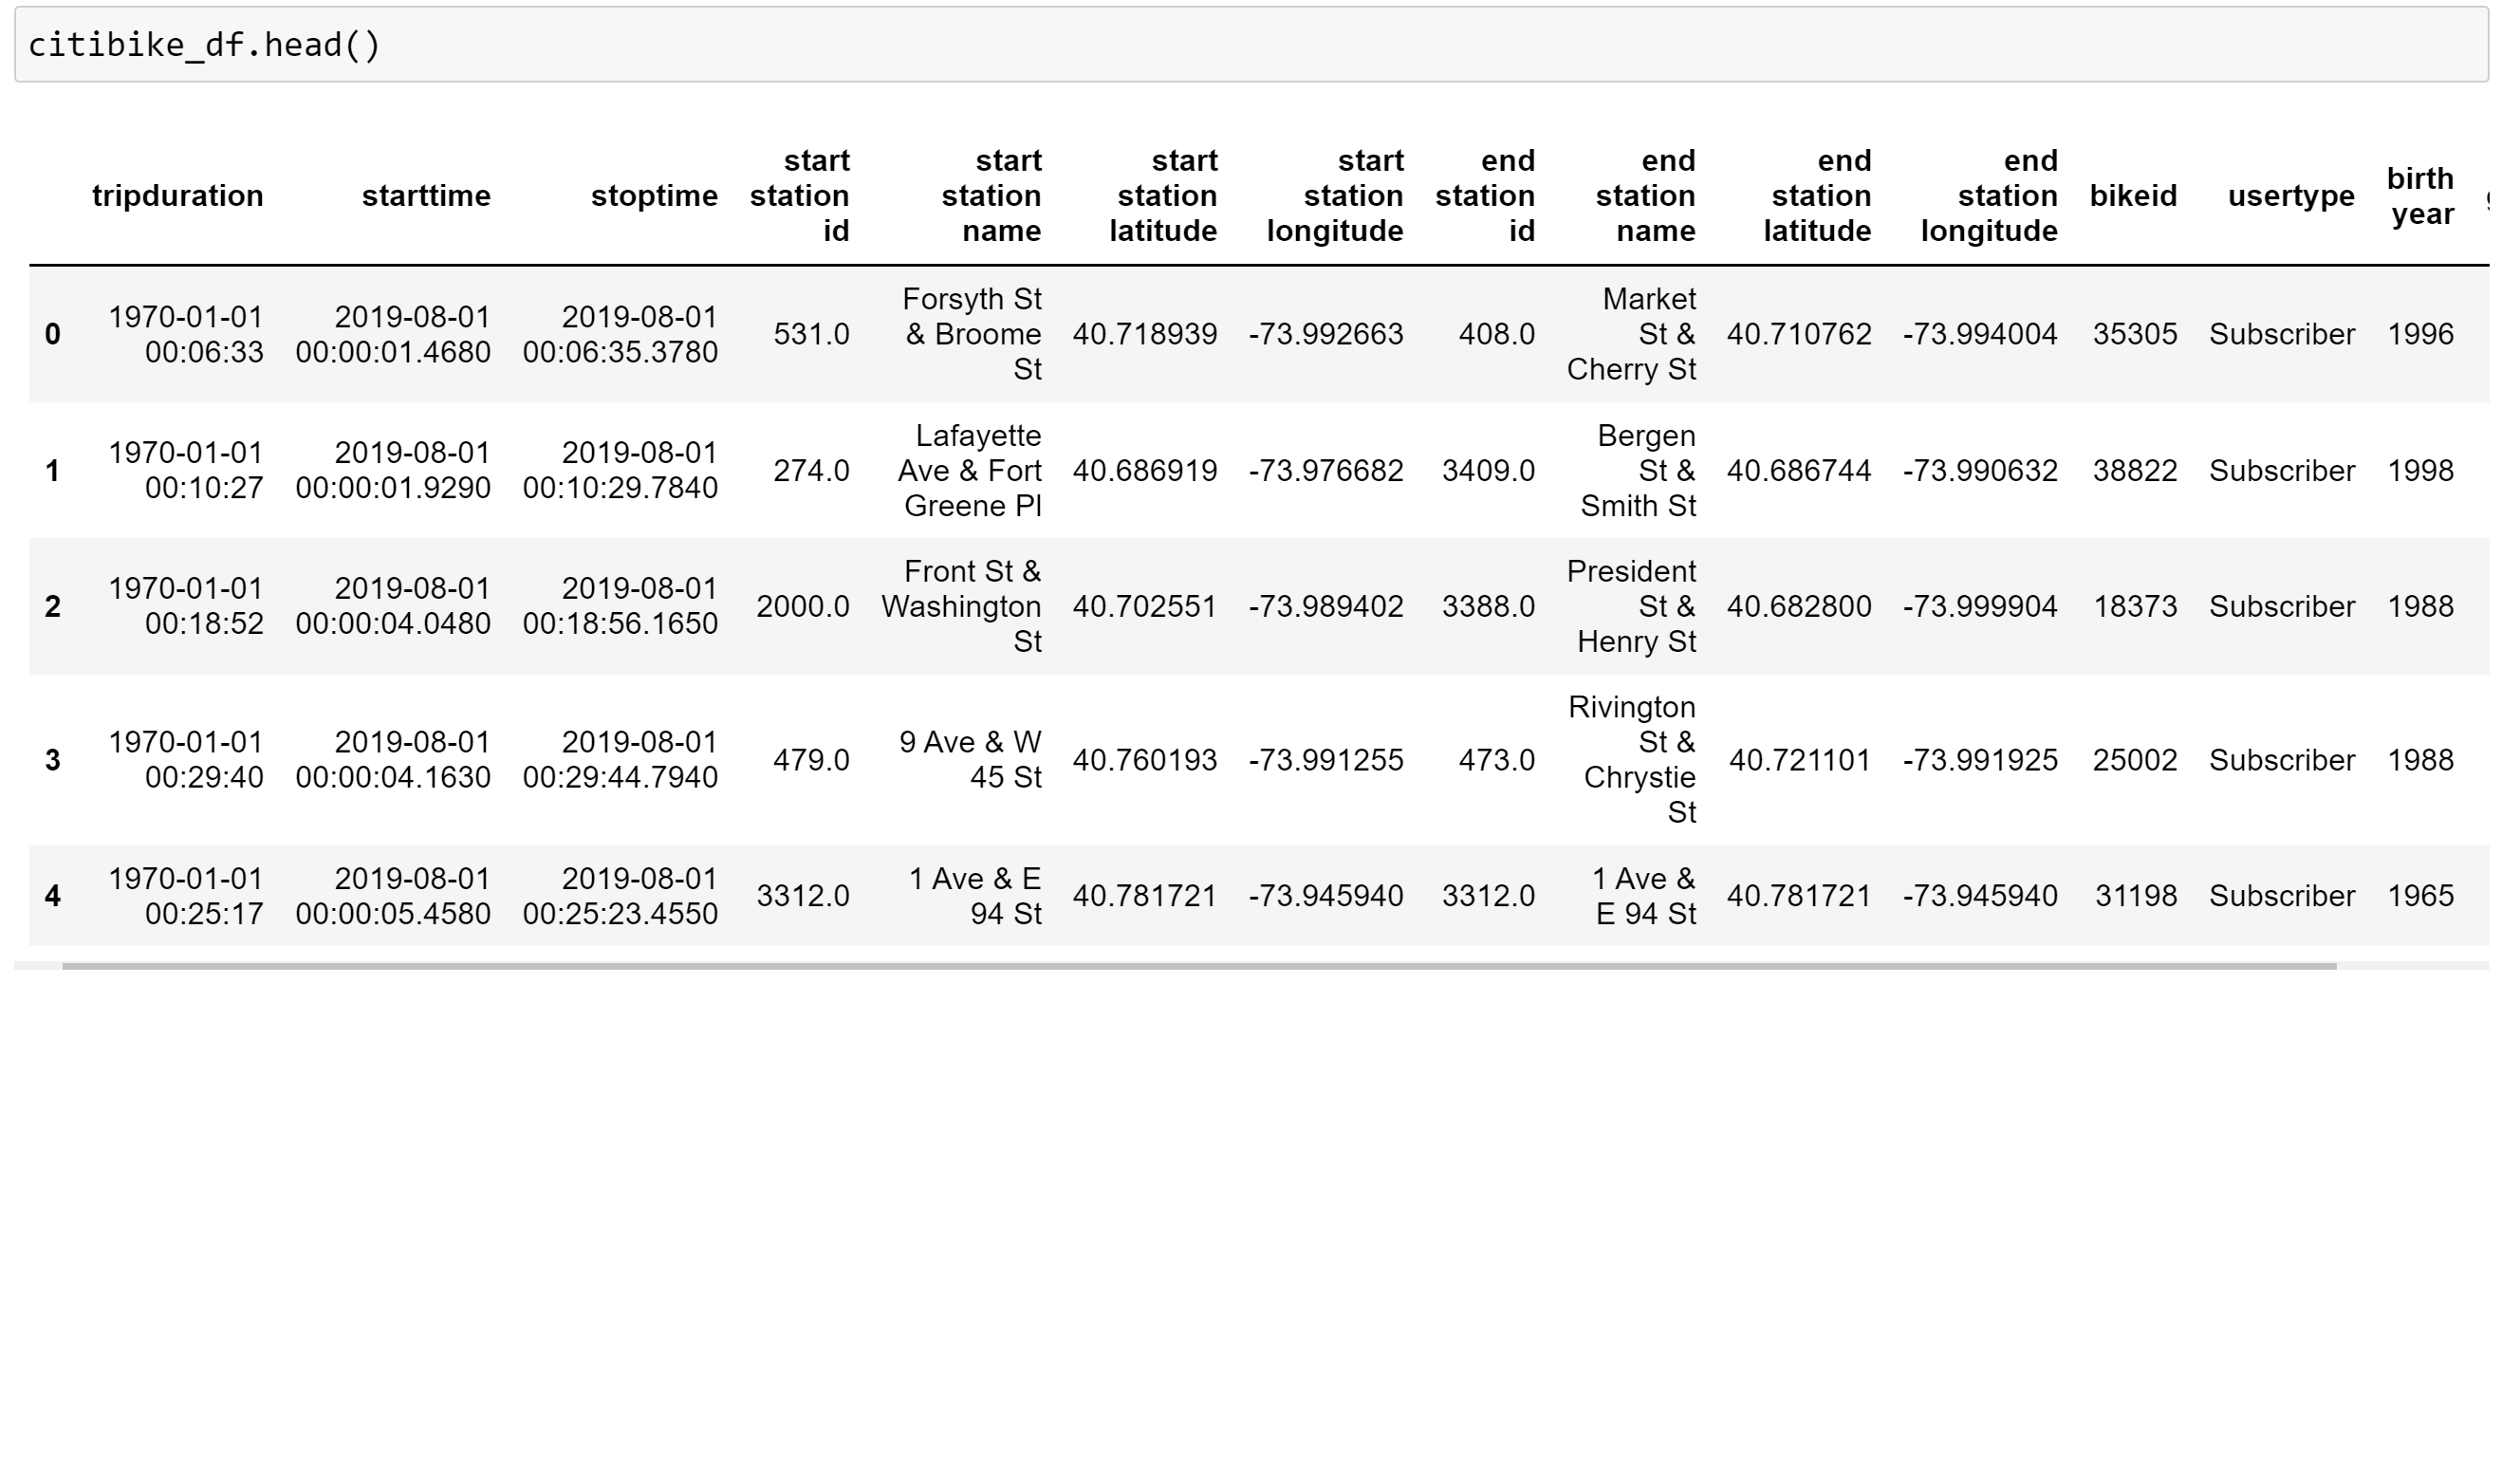 citibike_df.head()
tripduration starttime stoptime start station id start station name start station latitude start station longitude end station id end station name end station latitude end station longitude bikeid usertype birth year
0 1970-01-01 00:06:33 2019-08-01 00:00:01.4680 2019-08-01 00:06:35.3780 531.0 Forsyth St & Broome St 40.718939 -73.992663 408.0 Market St & Cherry St 40.710762 -73.994004 35305 Subscriber 1996
1 1970-01-01 00:10:27 2019-08-01 00:00:01.9290 2019-08-01 00:10:29.7840 274.0 Lafayette Ave & Fort Greene Pl 40.686919 -73.976682 3409.0 Bergen St & Smith St 40.686744 -73.990632 38822 Subscriber 1998
2 1970-01-01 00:18:52 2019-08-01 00:00:04.0480 2019-08-01 00:18:56.1650 2000.0 Front St & Washington St 40.702551 -73.989402 3388.0 President St & Henry St 40.682800 -73.999904 18373 Subscriber 1988
3 1970-01-01 00:29:40 2019-08-01 00:00:04.1630 2019-08-01 00:29:44.7940 479.0 9 Ave & W 45 St 40.760193 -73.991255 473.0 Rivington St & Chrystie St 40.721101 -73.991925 25002 Subscriber 1988
4 1970-01-01 00:25:17 2019-08-01 00:00:05.4580 2019-08-01 00:25:23.4550 3312.0 1 Ave & E 94 St 40.781721 -73.945940 3312.0 1 Ave & E 94 St 40.781721 -73.945940 31198 Subscriber 1965